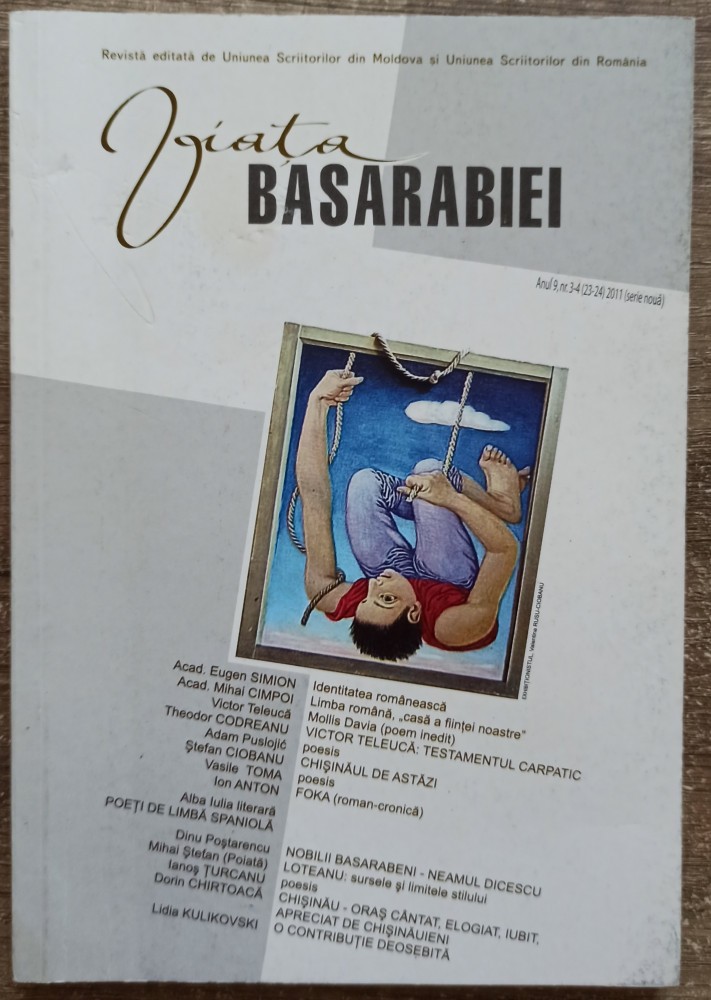 Revistă editată de Uniunea Scriitorilor din Moldova și Uniunea Scriitorilor din România
Viața
BASARABIEI
Anul 9, nr. 3-4 (23-24) 2011 (serie nouă)
EXHIBIȚIONISTUL, Valentina RUSU-CIOBANU
Acad. Eugen SIMION Identitatea românească
Acad. Mihai CIMPOI Limba română, „casă a ființei noastre"
Victor Teleucă Mollis Davia (poem inedit)
Theodor CODREANU VICTOR TELEUCĂ: TESTAMENTUL CARPATIC
Adam Puslojić poesis
Ștefan CIOBANU CHIȘINĂUL DE ASTĂZI
Vasile TOMA poesis
Ion ANTON FOKA (roman-cronică)
Alba Iulia literară
POEȚI DE LIMBĂ SPANIOLĂ
Dinu Poștarencu NOBILII BASARABENI - NEAMUL DICESCU
Mihai Ștefan (Poiată) LOTEANU: sursele și limitele stilului
Ianoș ȚURCANU poesis
Dorin CHIRTOACĂ CHIȘINĂU - ORAȘ CÂNTAT, ELOGIAT, IUBIT,
APRECIAT DE CHIȘINĂUIENI
Lidia KULIKOVSKI O CONTRIBUȚIE DEOSEBITĂ